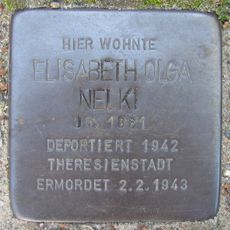 HIER WOHNTE
ELISABETH OLGA
NELKI
JG. 1881
DEPORTIERT 1942
THERESIENSTADT
ERMORDET 2.2.1943